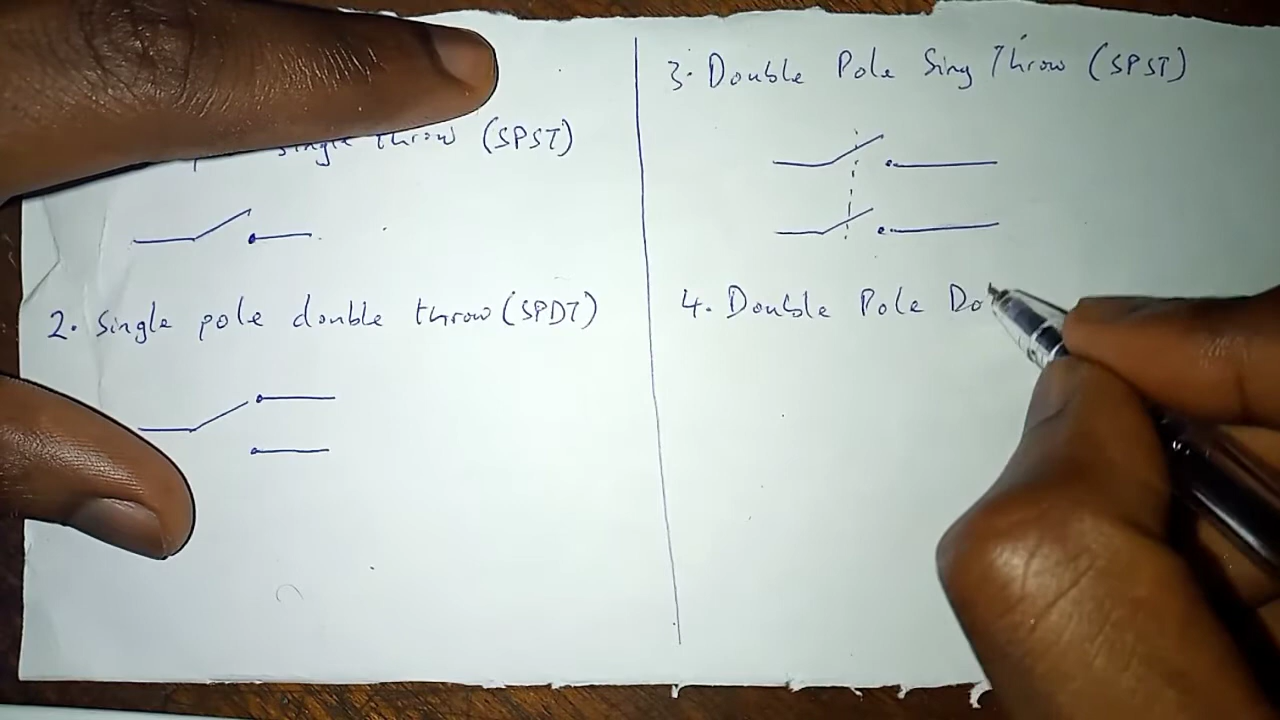 single throw (SPST)
2. Single pole double throw (SPDT)
3. Double Pole Sing Throw (SPST)
4. Double Pole Do